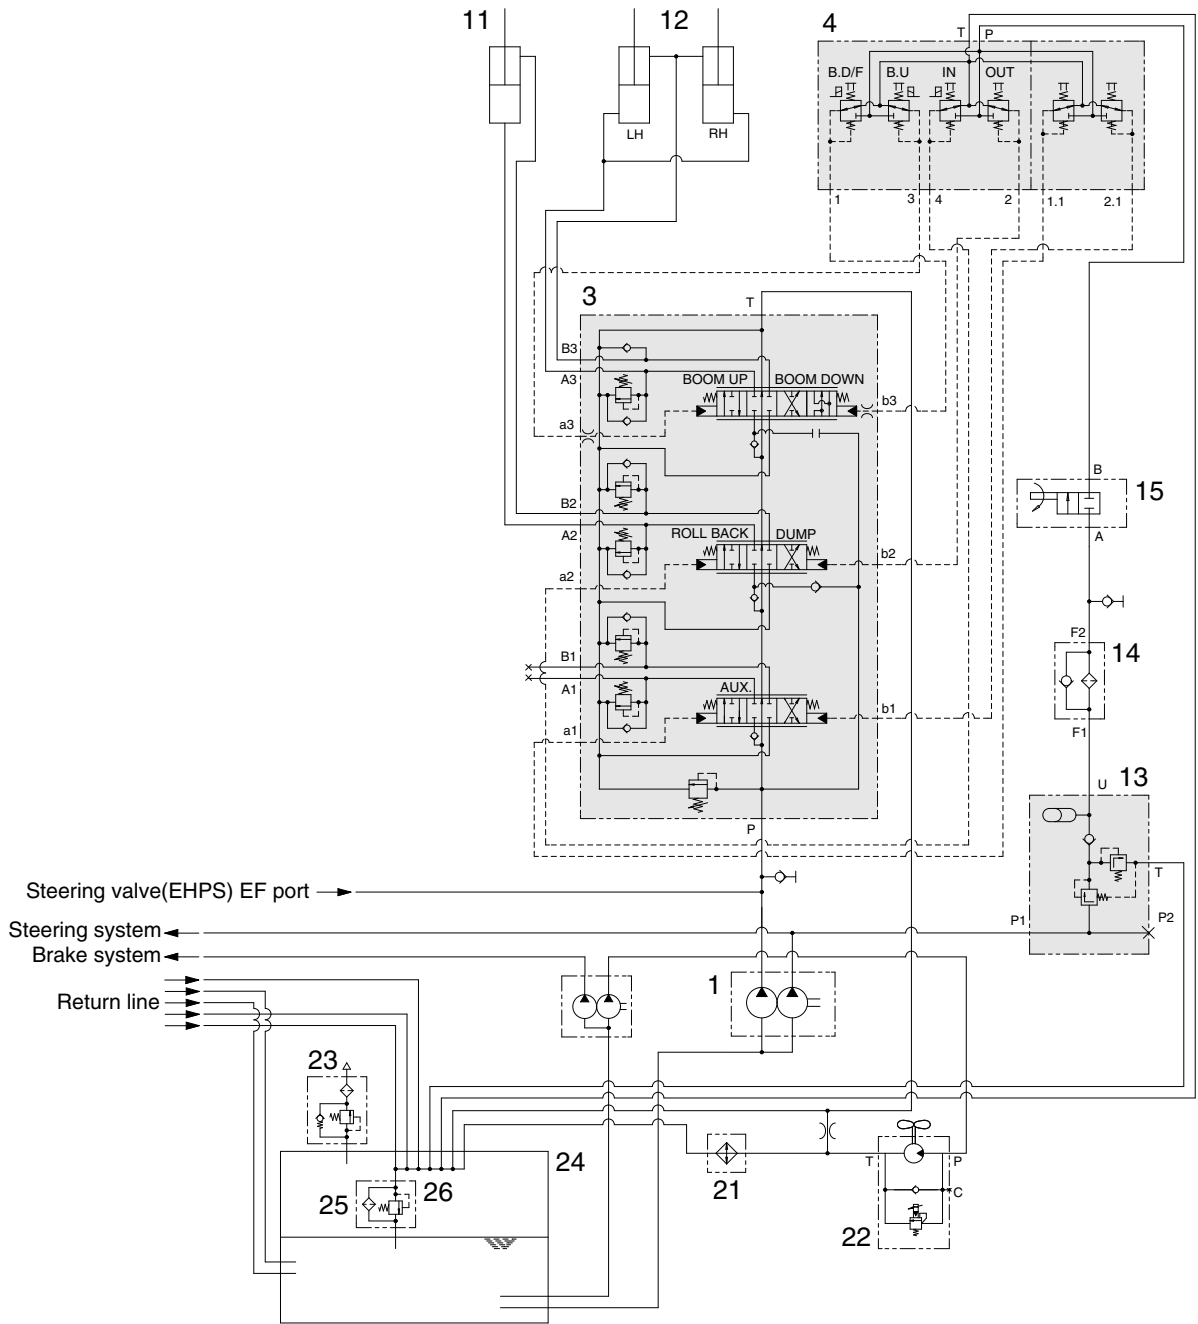 11
12
4
T P
B.D/F B.U IN OUT
LH RH
1 3 4 2 1.1 2.1
3
T
B3
A3
BOOM UP BOOM DOWN
b3
a3
B
15
A
B2
A2
ROLL BACK DUMP
b2
a2
F2
14
F1
B1
A1
AUX.
b1
a1
U 13
P
T
Steering valve(EHPS) EF port
P1 P2
Steering system
Brake system
1
Return line
23
24
T P
26
25
21
C
22